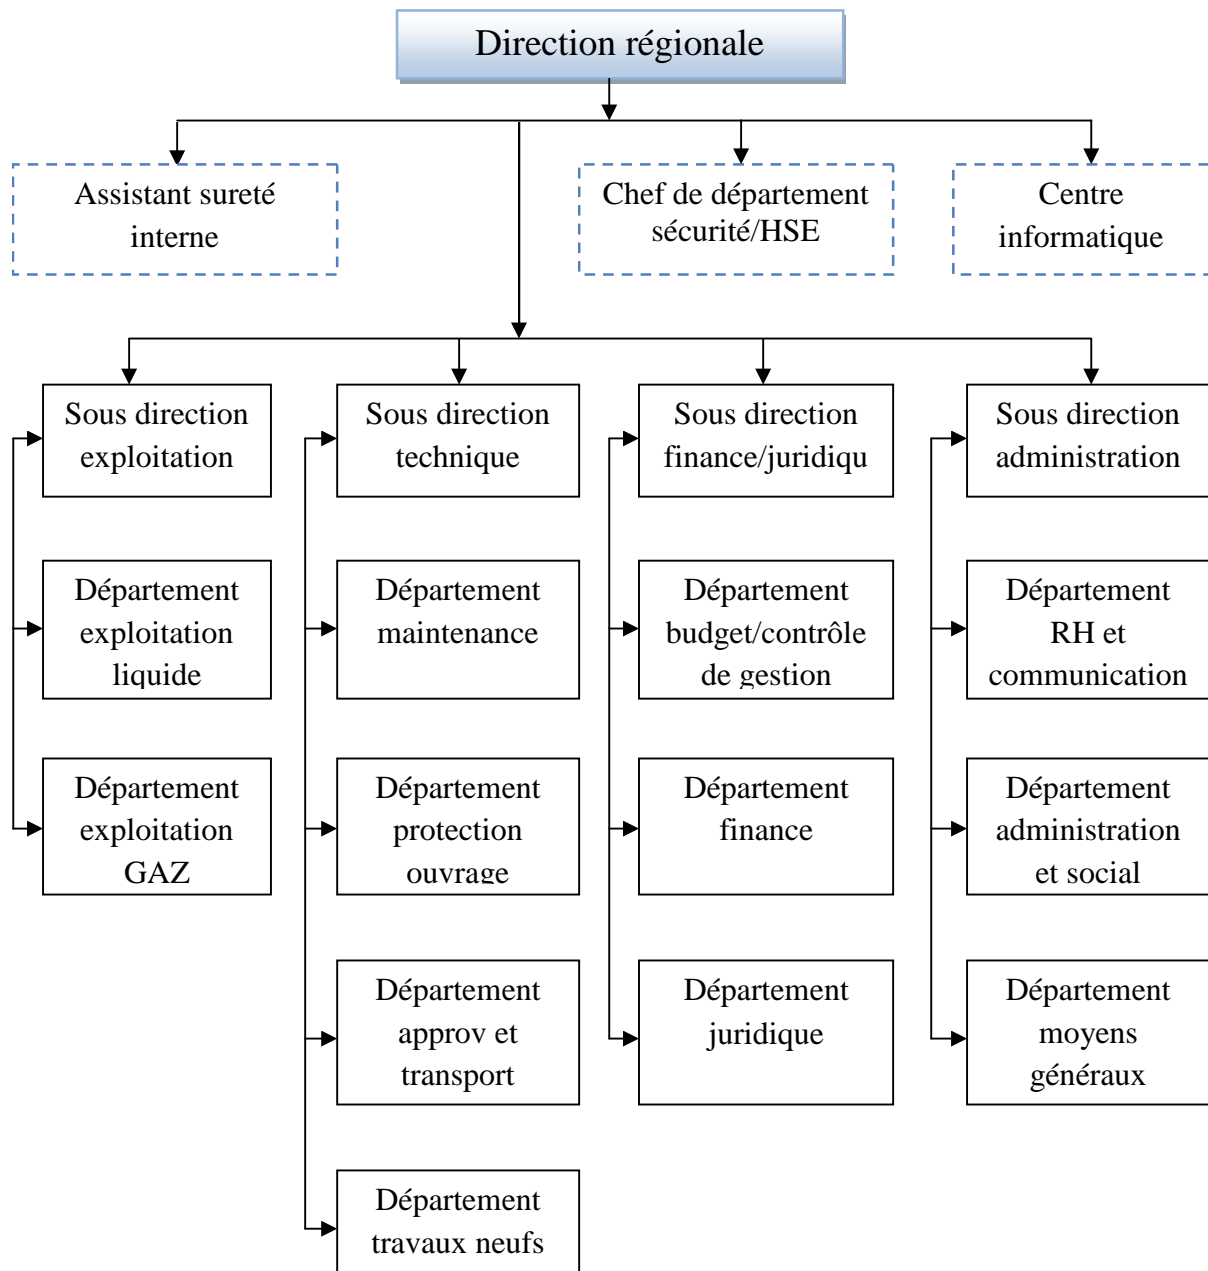 Direction régionale
Assistant sureté
interne
Chef de département
sécurité/HSE
Centre
informatique
Sous direction
exploitation
Sous direction
technique
Sous direction
finance/juridiqu
Sous direction
administration
Département
exploitation
liquide
Département
maintenance
Département
budget/contrôle
de gestion
Département
RH et
communication
Département
exploitation
GAZ
Département
protection
ouvrage
Département
finance
Département
administration
et social
Département
approv et
transport
Département
juridique
Département
moyens
généraux
Département
travaux neufs